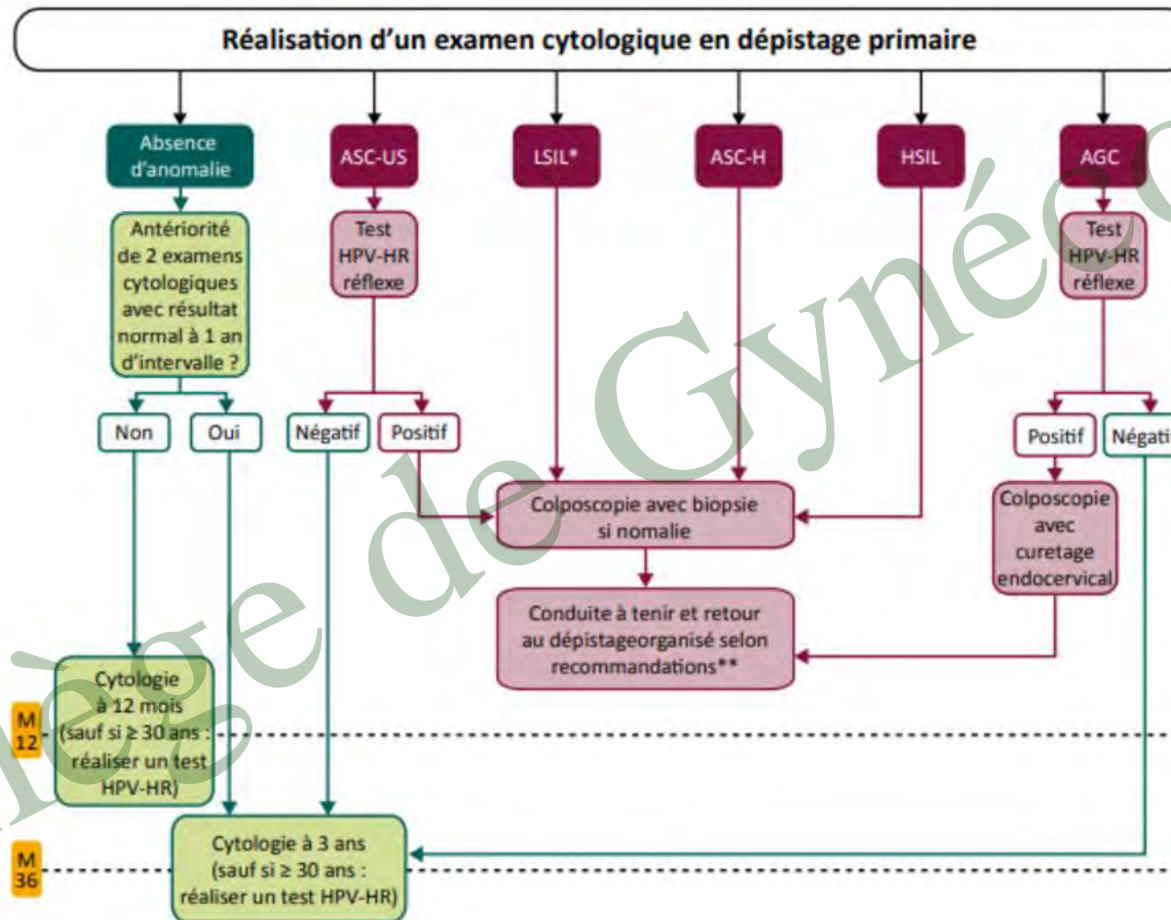 Réalisation d'un examen cytologique en dépistage primaire
Absence
d'anomalie
ASC-US
LSIL*
ASC-H
HSIL
AGC
Antériorité
de 2 examens
cytologiques
avec résultat
normal à 1 an
d'intervalle ?
Test
HPV-HR
réflexe
Test
HPV-HR
réflexe
Non
Oui
Négatif
Positif
Positif
Négati
Colposcopie avec biopsie
si nomalie
Colposcopie
avec
curetage
endocervical
Conduite à tenir et retour
au dépistageorganisé selon
recommandations**
Cytologie
à 12 mois
(sauf si ≥ 30 ans :
réaliser un test
HPV-HR)
M
12
Cytologie à 3 ans
(sauf si ≥ 30 ans :
réaliser un test HPV-HR)
M
36
lège de Gynéco